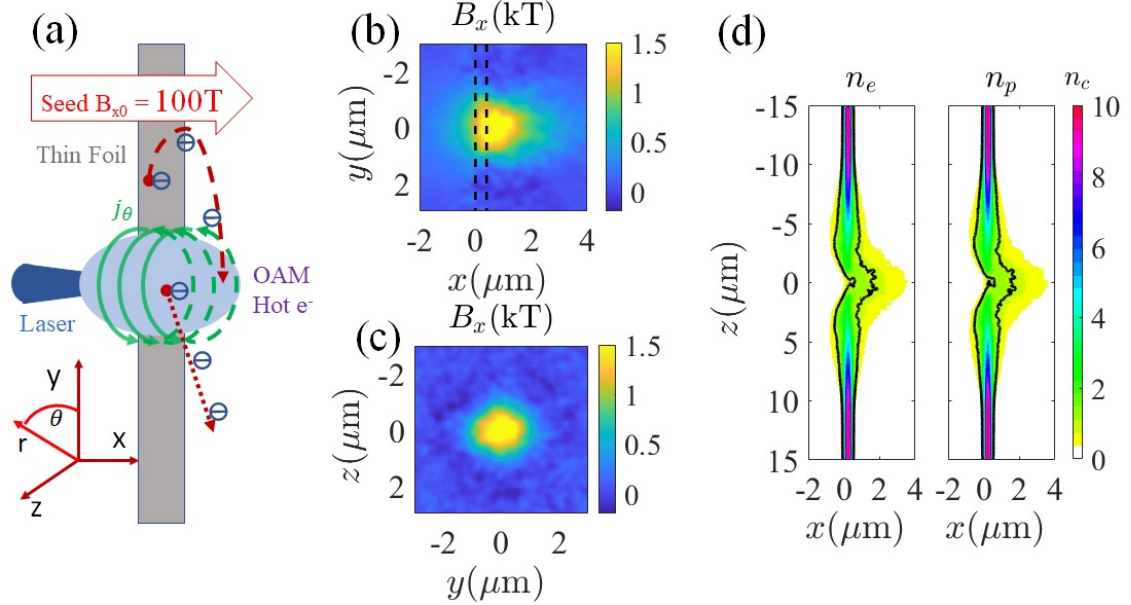 (a)
Seed B_{x0} = 100T
Thin Foil
⊖
⊖
⊖
j_θ
⊖
OAM
Hot e^-
Laser
⊖
⊖
y
θ
r
x
z
(b)
B_x(kT)
-2
0
2
y(μm)
-2 0 2 4
x(μm)
1.5
1
0.5
0
(c)
B_x(kT)
-2
0
2
z(μm)
-2 0 2
y(μm)
1.5
1
0.5
0
(d)
n_e n_p n_c
-15
-10
-5
0
5
10
15
z(μm)
-2 0 2 4
x(μm)
-2 0 2 4
x(μm)
10
8
6
4
2
0